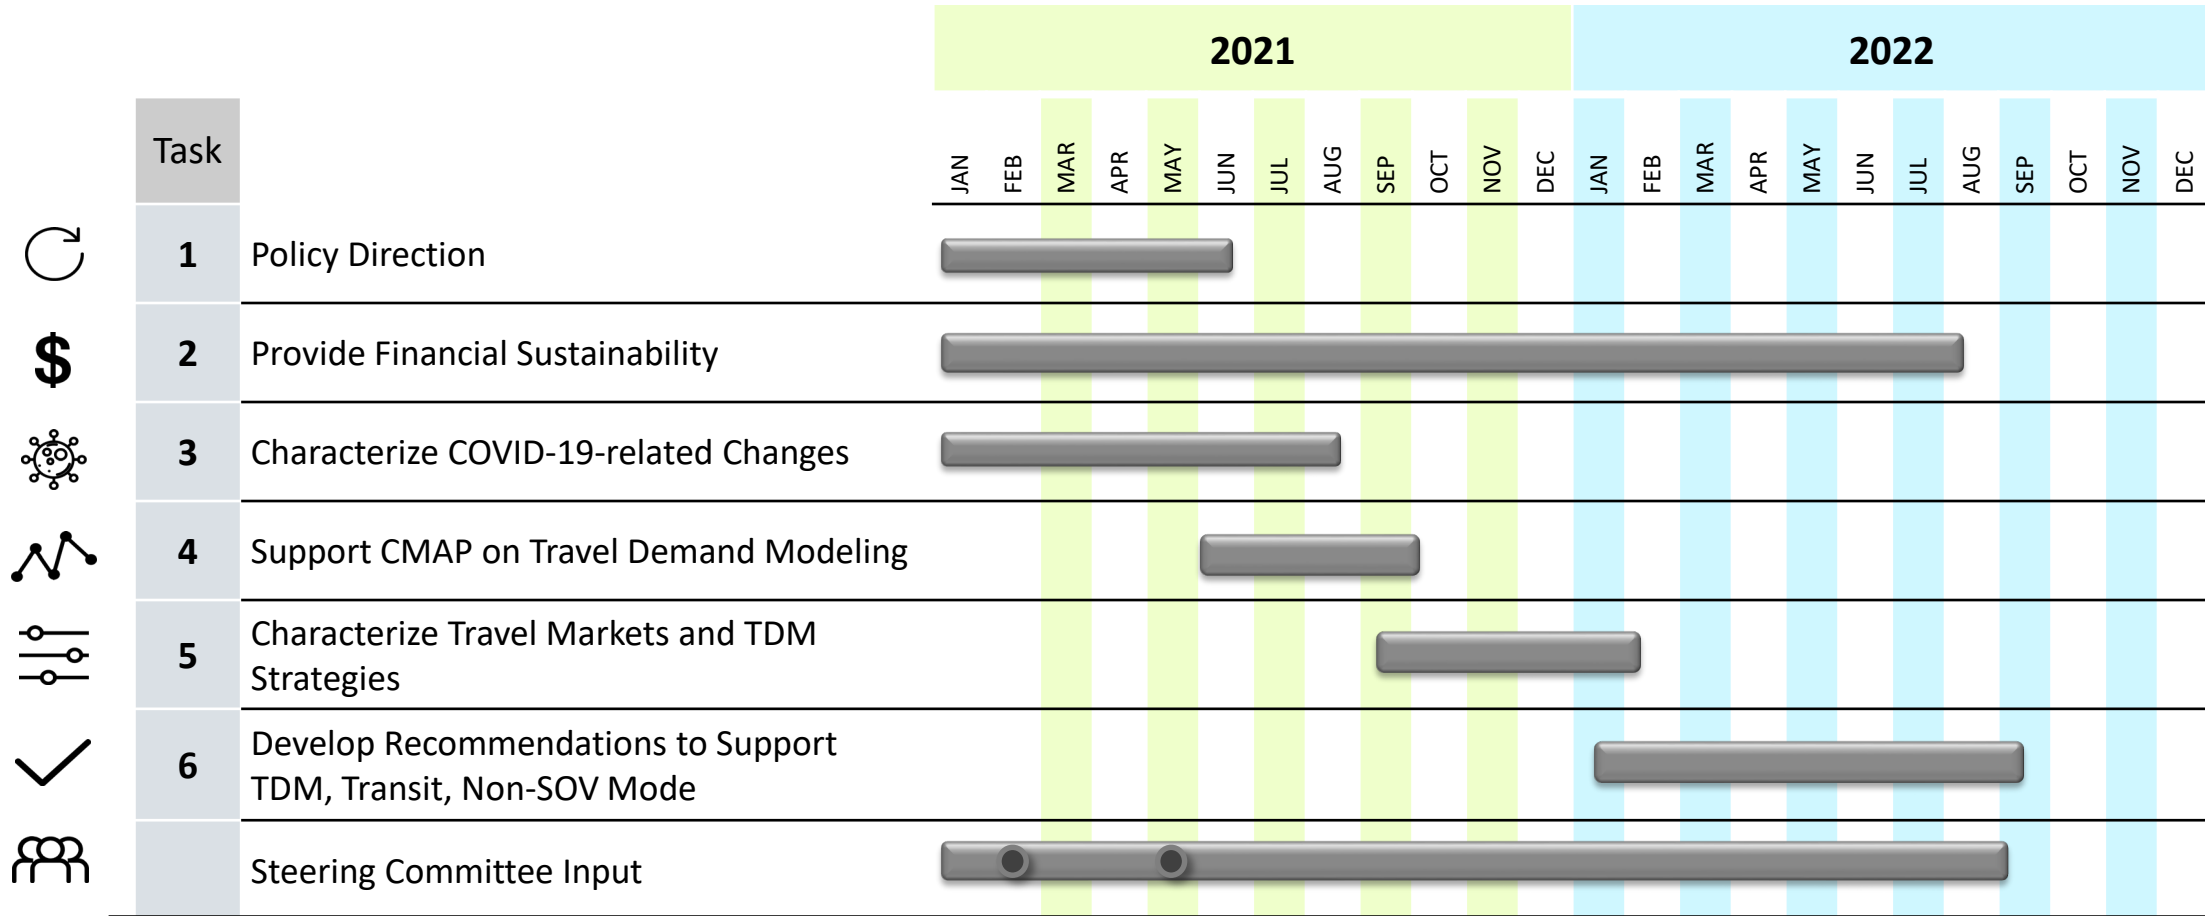 2021 2022
Task JAN FEB MAR APR MAY JUN JUL AUG SEP OCT NOV DEC JAN FEB MAR APR MAY JUN JUL AUG SEP OCT NOV DEC
1 Policy Direction
$ 2 Provide Financial Sustainability
3 Characterize COVID-19-related Changes
4 Support CMAP on Travel Demand Modeling
5 Characterize Travel Markets and TDM
Strategies
6 Develop Recommendations to Support
TDM, Transit, Non-SOV Mode
Steering Committee Input